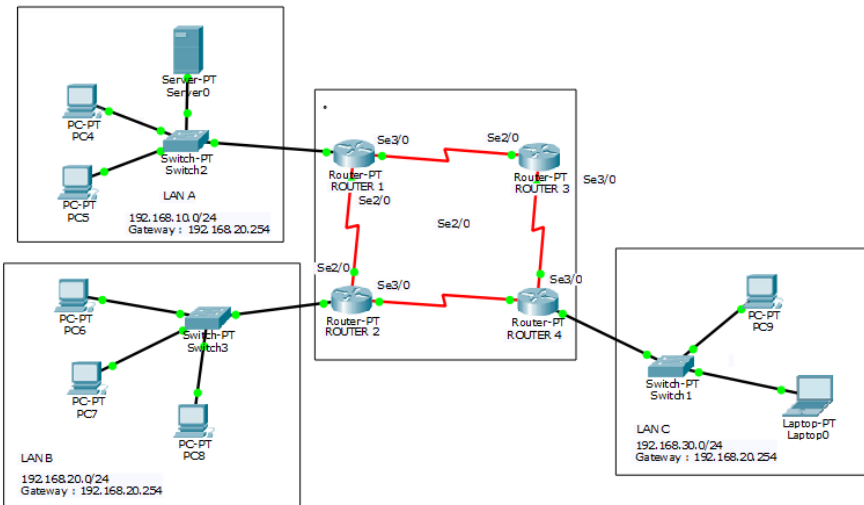 Server-PT
Server0
PC-PT
PC4
Switch-PT
Switch2
PC-PT
PC5
LAN A
192.168.10.0/24
Gateway : 192.168.20.254
Se3/0
Se2/0
Router-PT
ROUTER 1
Router-PT
ROUTER 3
Se3/0
Se2/0
Se2/0
Se2/0
Se3/0
Se3/0
Router-PT
ROUTER 2
Router-PT
ROUTER 4
PC-PT
PC6
Switch-PT
Switch3
PC-PT
PC7
PC-PT
PC8
LAN B
192.168.20.0/24
Gateway : 192.168.20.254
PC-PT
PC9
Switch-PT
Switch1
Laptop-PT
Laptop0
LAN C
192.168.30.0/24
Gateway : 192.168.20.254